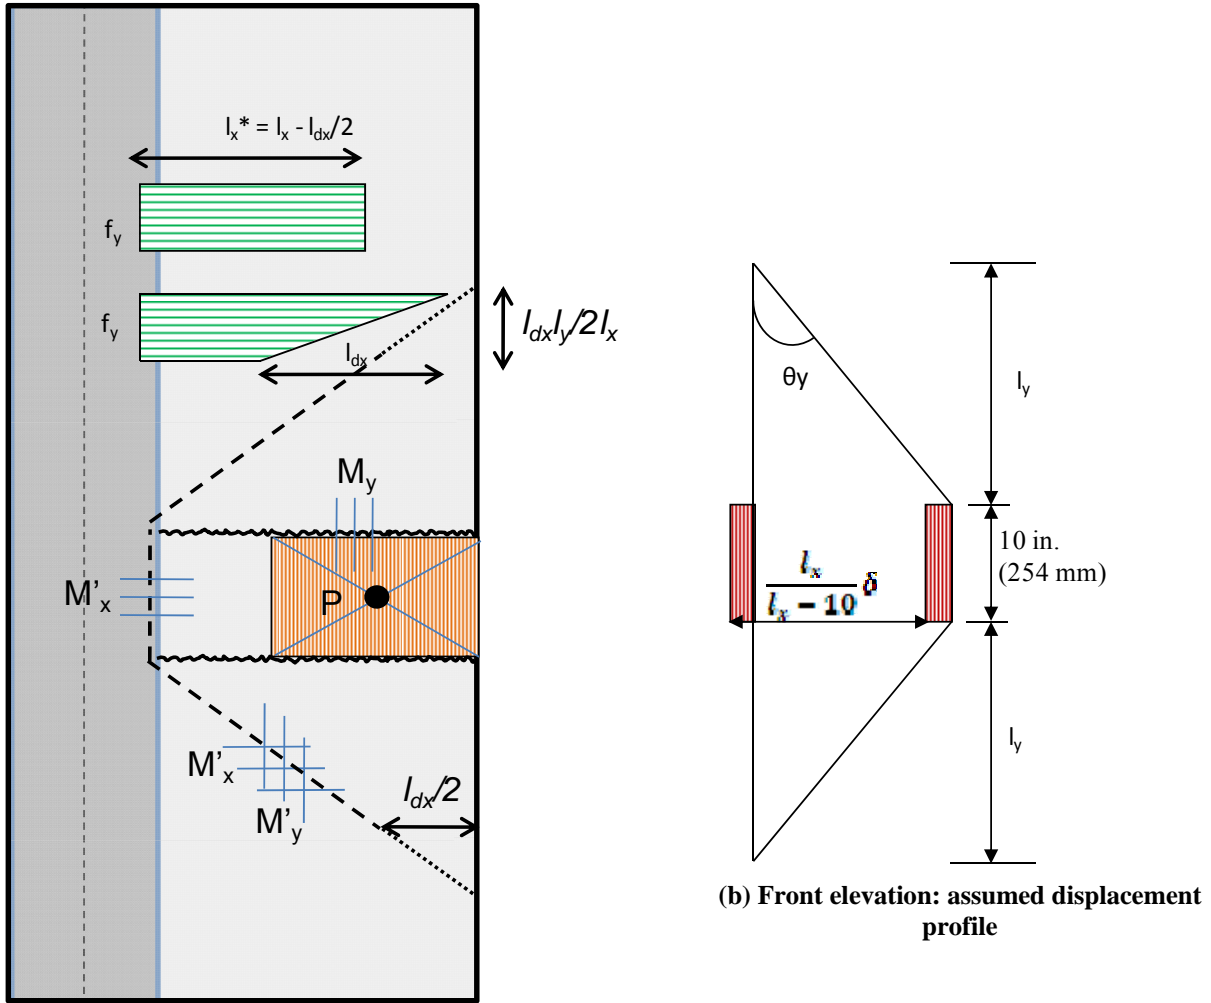 lx* = lx - ldx/2
fy
fy
ldx
ldxly/2lx
My
M'x
P
M'x
M'y
ldx/2
θy
ly
10 in.
(254 mm)
lx
lx − 10
δ
ly
(b) Front elevation: assumed displacement
profile